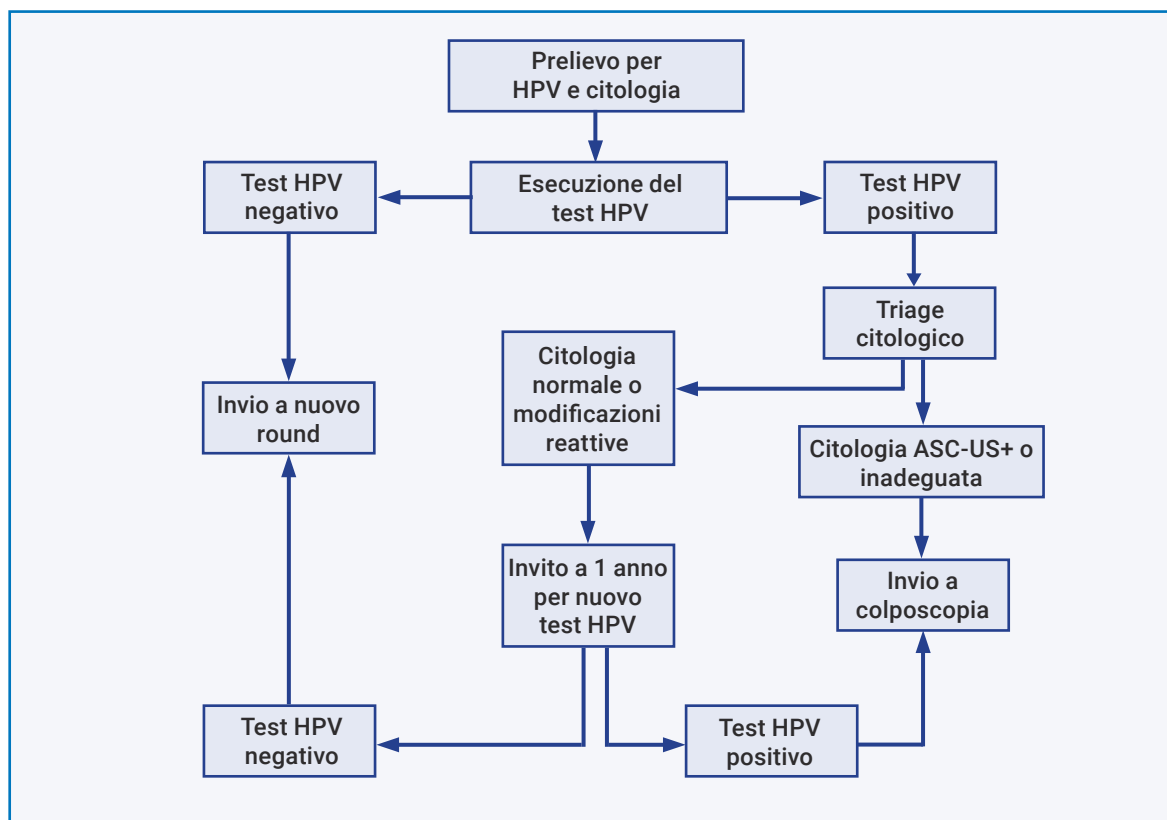 Prelievo per
HPV e citologia
Test HPV
negativo
Esecuzione del
test HPV
Test HPV
positivo
Triage
citologico
Citologia
normale o
modificazioni
reattive
Invio a nuovo
round
Citologia ASC-US+ o
inadeguata
Invito a 1 anno
per nuovo
test HPV
Invio a
colposcopia
Test HPV
negativo
Test HPV
positivo